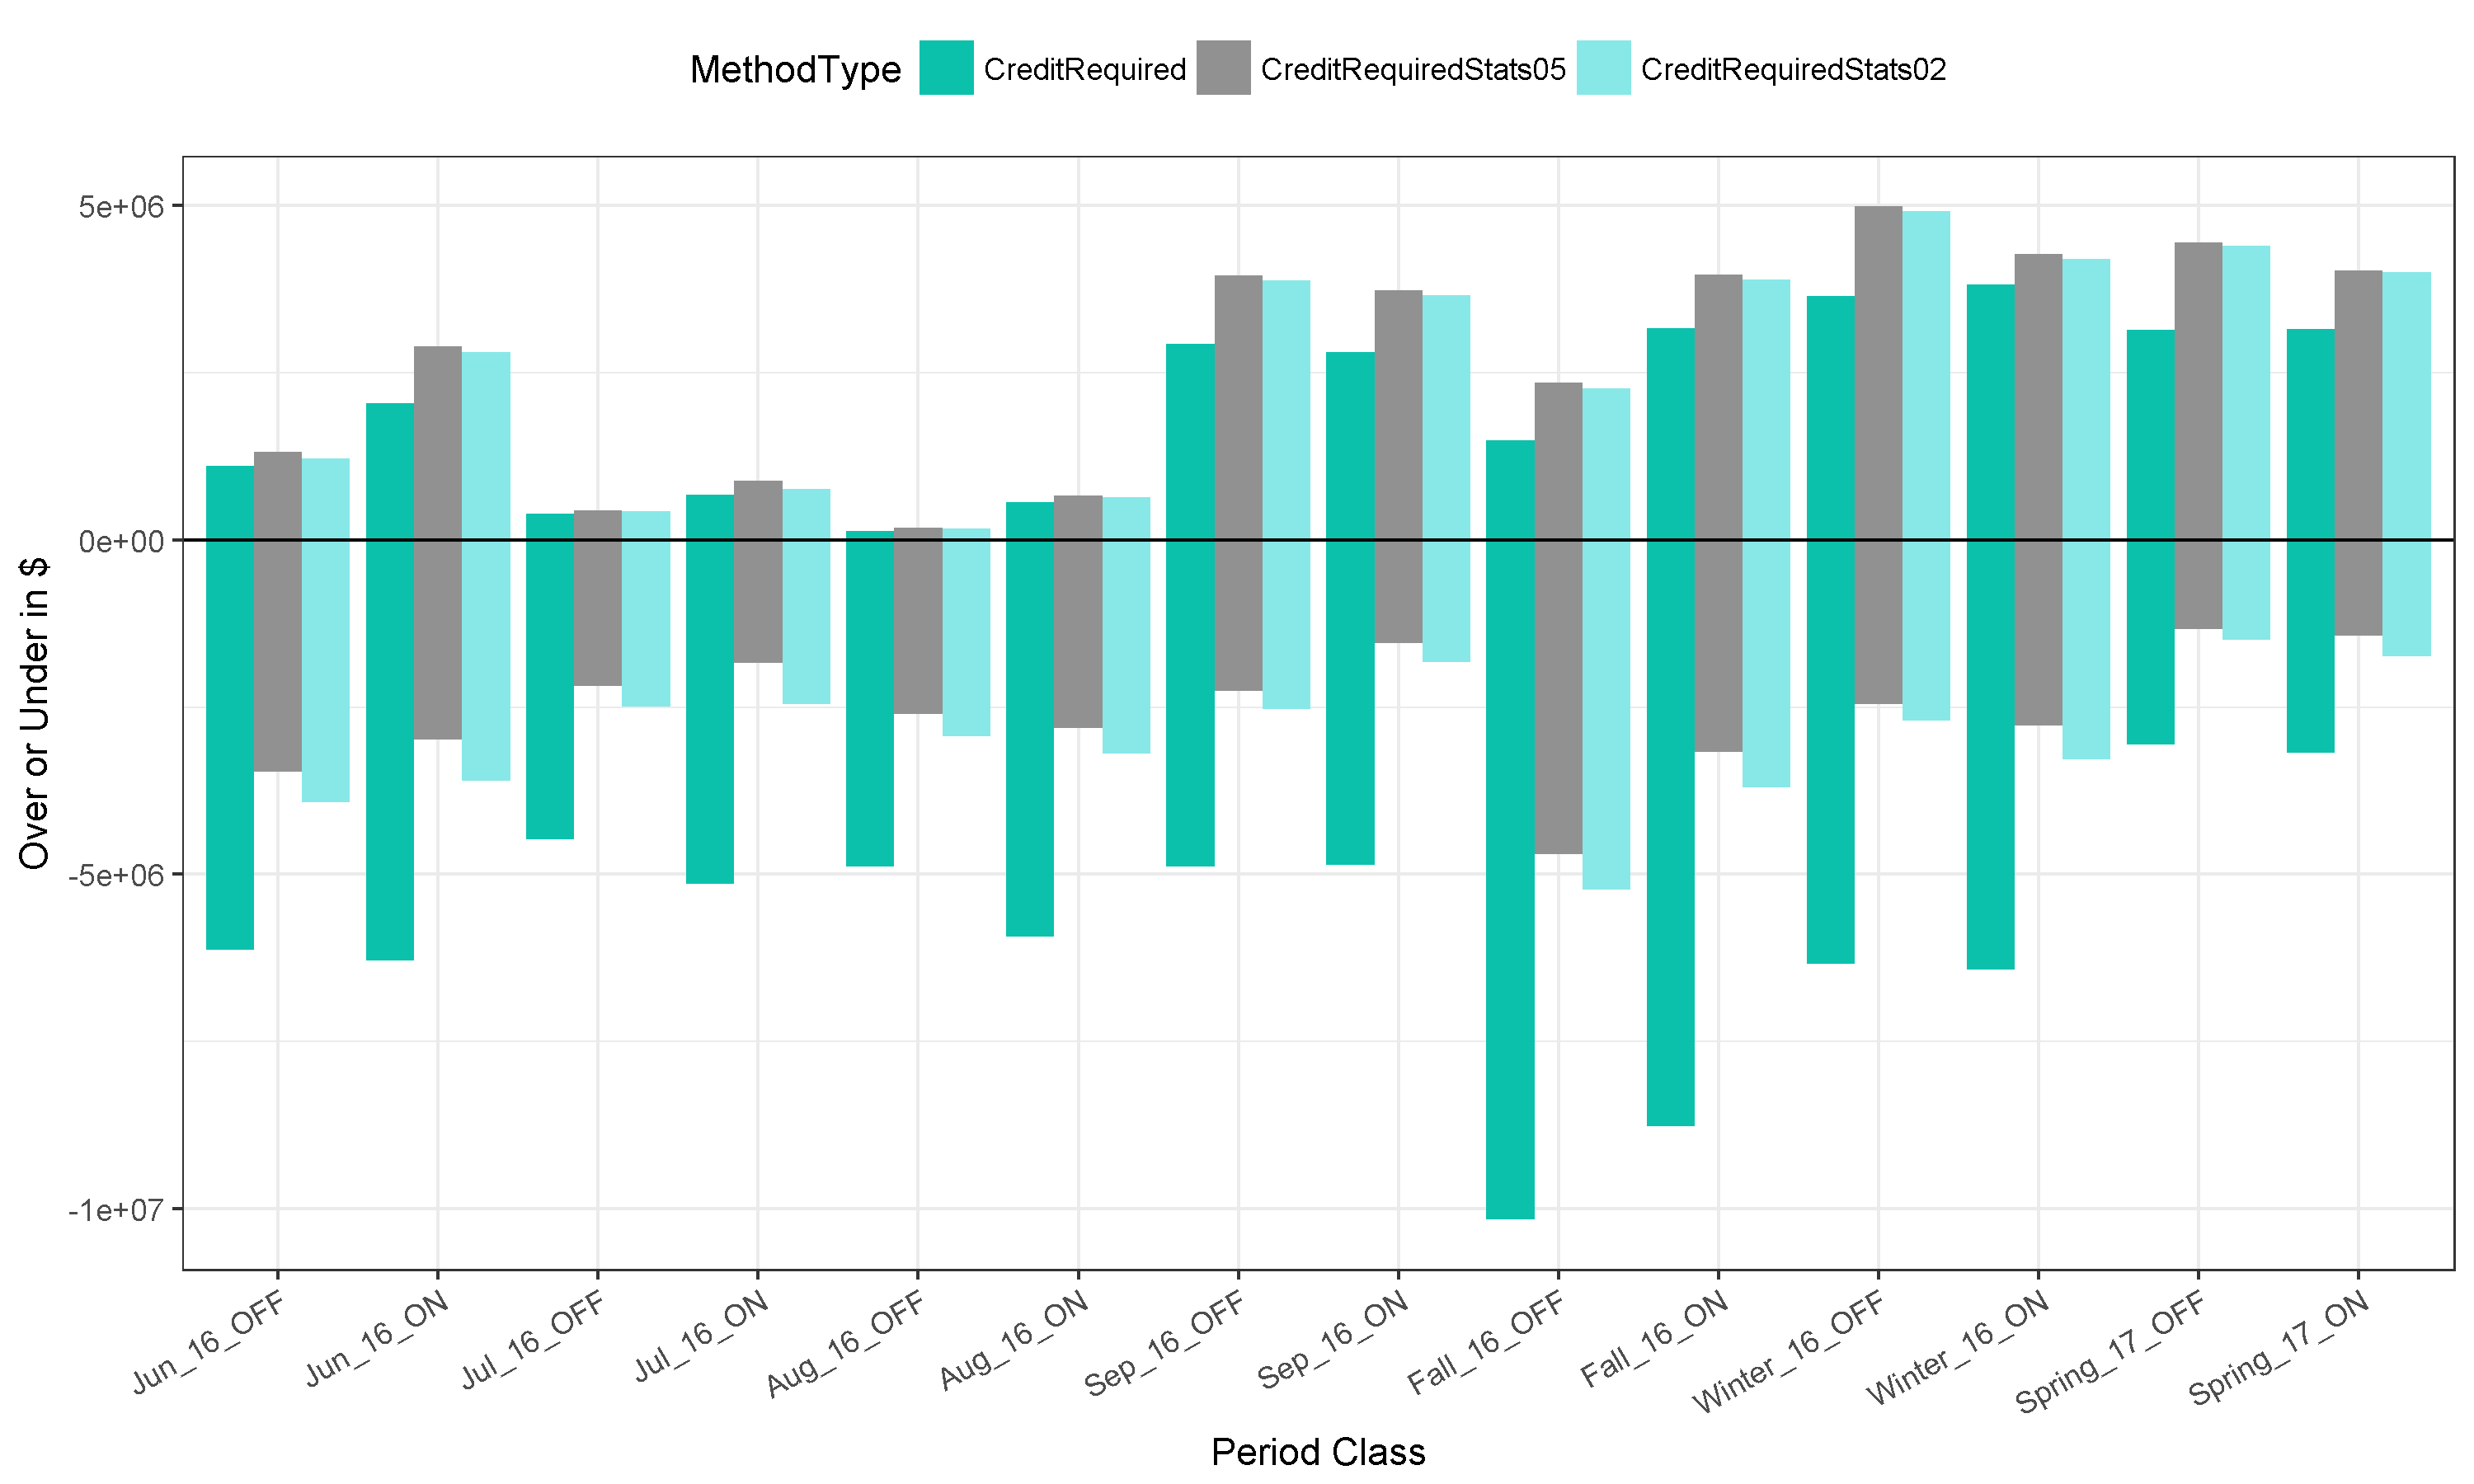 MethodType CreditRequired CreditRequiredStats05 CreditRequiredStats02
5e+06
0e+00
-5e+06
-1e+07
Over or Under in $
Jun_16_OFF
Jun_16_ON
Jul_16_OFF
Jul_16_ON
Aug_16_OFF
Aug_16_ON
Sep_16_OFF
Sep_16_ON
Fall_16_OFF
Fall_16_ON
Winter_16_OFF
Winter_16_ON
Spring_17_OFF
Spring_17_ON
Period Class